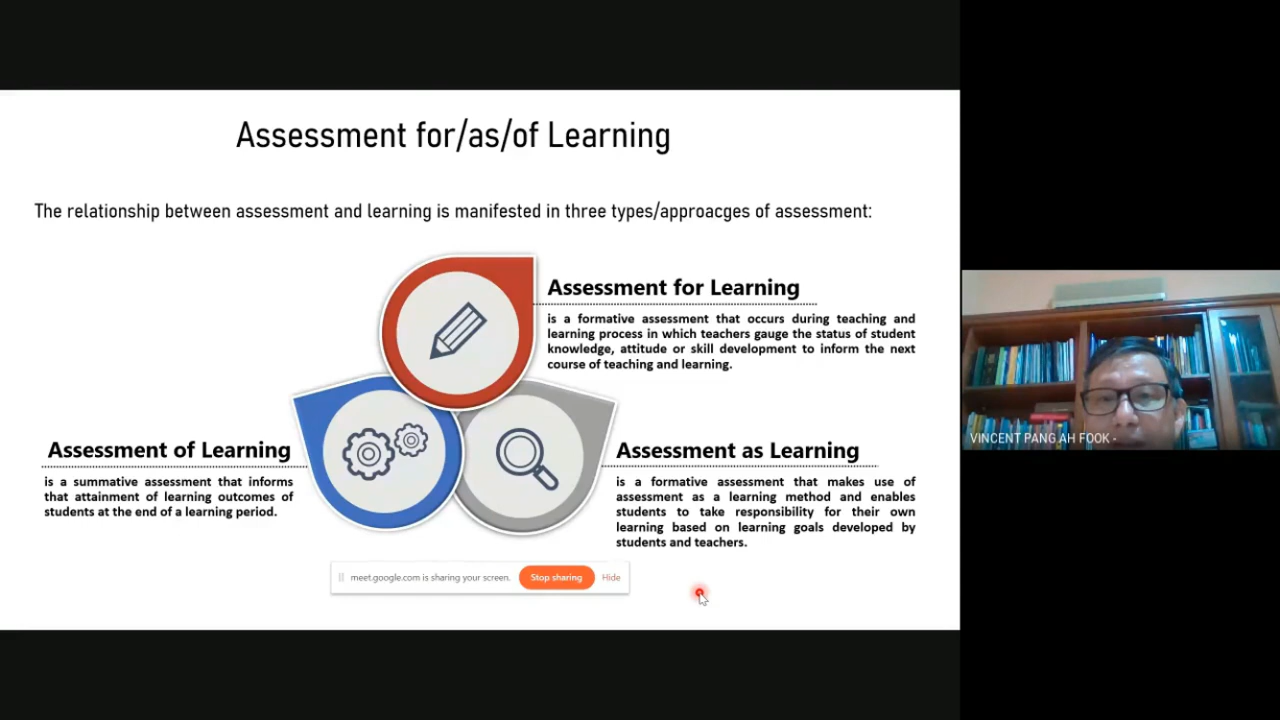 Assessment for/as/of Learning
The relationship between assessment and learning is manifested in three types/approacges of assessment:
Assessment for Learning
is a formative assessment that occurs during teaching and
learning process in which teachers gauge the status of student
knowledge, attitude or skill development to inform the next
course of teaching and learning.
Assessment of Learning
is a summative assessment that informs
that attainment of learning outcomes of
students at the end of a learning period.
Assessment as Learning
is a formative assessment that makes use of
assessment as a learning method and enables
students to take responsibility for their own
learning based on learning goals developed by
students and teachers.
meet.google.com is sharing your screen.
Stop sharing
Hide
VINCENT PANG AH FOOK -